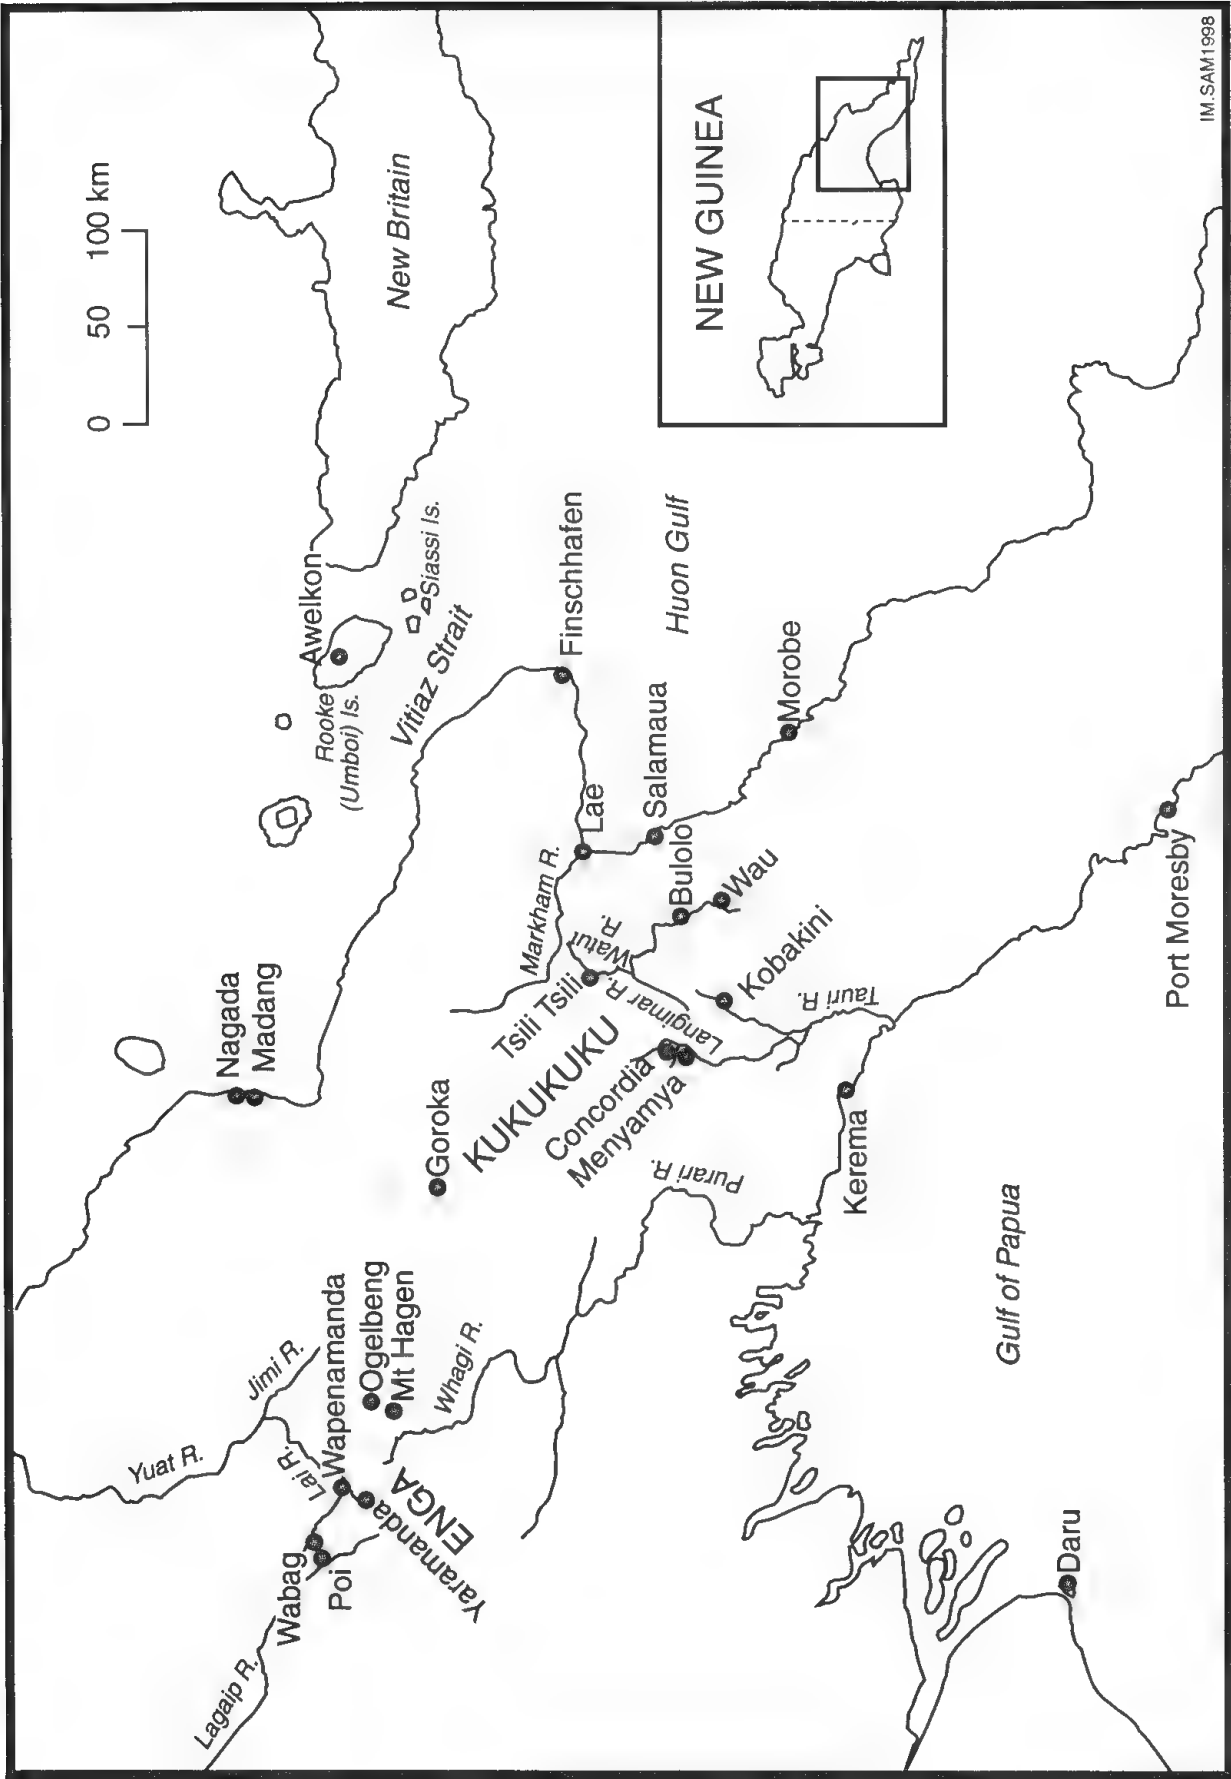 0 50 100 km
Nagada
Madang
Awelkon
Rooke
(Umboi) Is.
Siassi Is.
Vitiaz Strait
New Britain
Yuat R.
Jimi R.
Lagaip R.
Lai R.
Wabag
Poi
Wapenamanda
Yaramanda
ENGA
Ogelbeng
Mt Hagen
Whagi R.
Goroka
KUKUKUKU
Markham R.
Lae
Finschhafen
Huon Gulf
Salamaua
Tsili Tsili
Watut
R.
Langimar R.
Bulolo
Wau
Concordia
Menyamya
Kobakini
Tauri R.
Morobe
Purari R.
Kerema
Gulf of Papua
Daru
Port Moresby
NEW GUINEA
IM.SAM1998